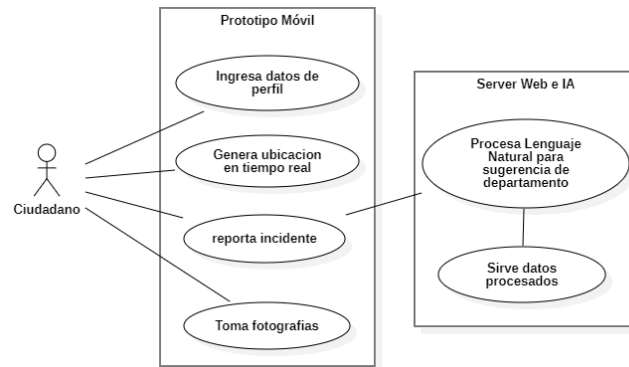 Prototipo Móvil
Ingresa datos de
perfil
Genera ubicacion
en tiempo real
reporta incidente
Toma fotografias
Ciudadano
Server Web e IA
Procesa Lenguaje
Natural para
sugerencia de
departamento
Sirve datos
procesados